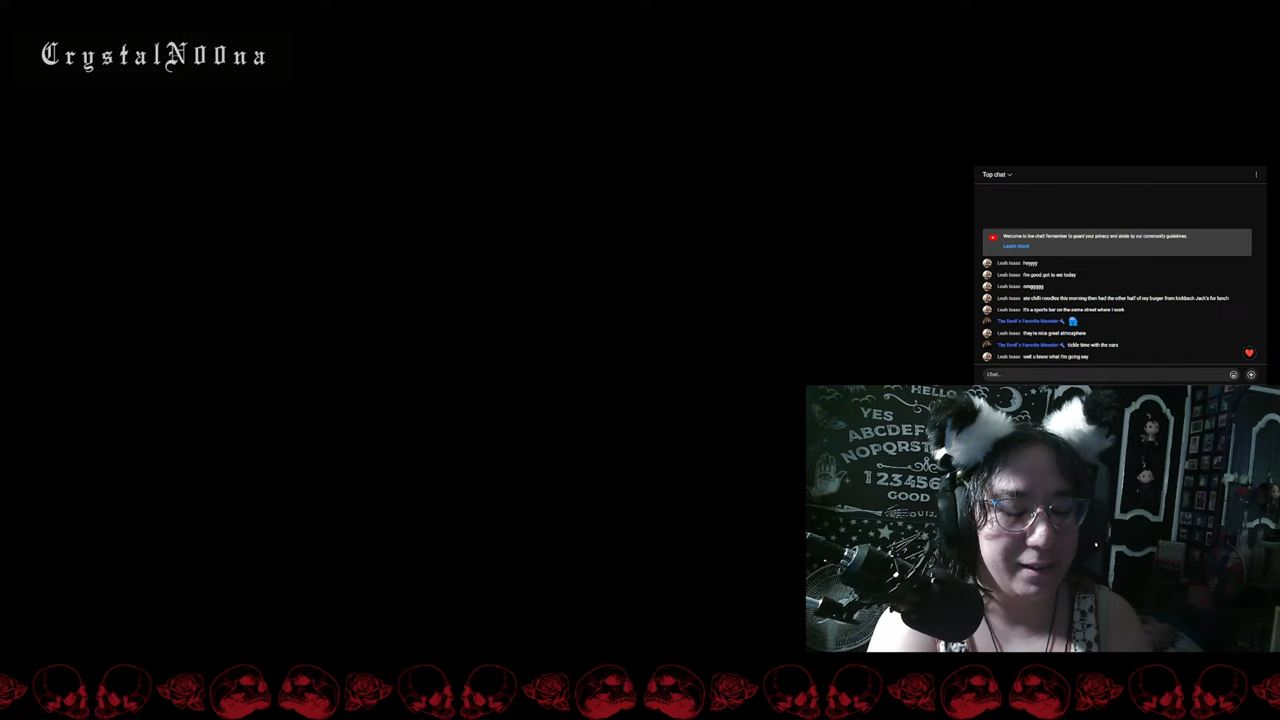 CrystalN00na
Top chat
Welcome to live chat! Remember to guard your privacy and abide by our community guidelines.
Learn more
Leah Isaac heyyyy
Leah Isaac I'm good got to eat today
Leah Isaac omggggg
Leah Isaac ate chilli noodles this morning then had the other half of my burger from kickback Jack's for lunch
Leah Isaac It's a sports bar on the same street where I work
The Devil's Favorite Monster
Leah Isaac they're nice great atmosphere
The Devil's Favorite Monster tickle time with the ears
Leah Isaac well u know what I'm going say
Chat...
HELLO
YES
ABCDEF
NOPQRST
123456
GOOD
OUIJ